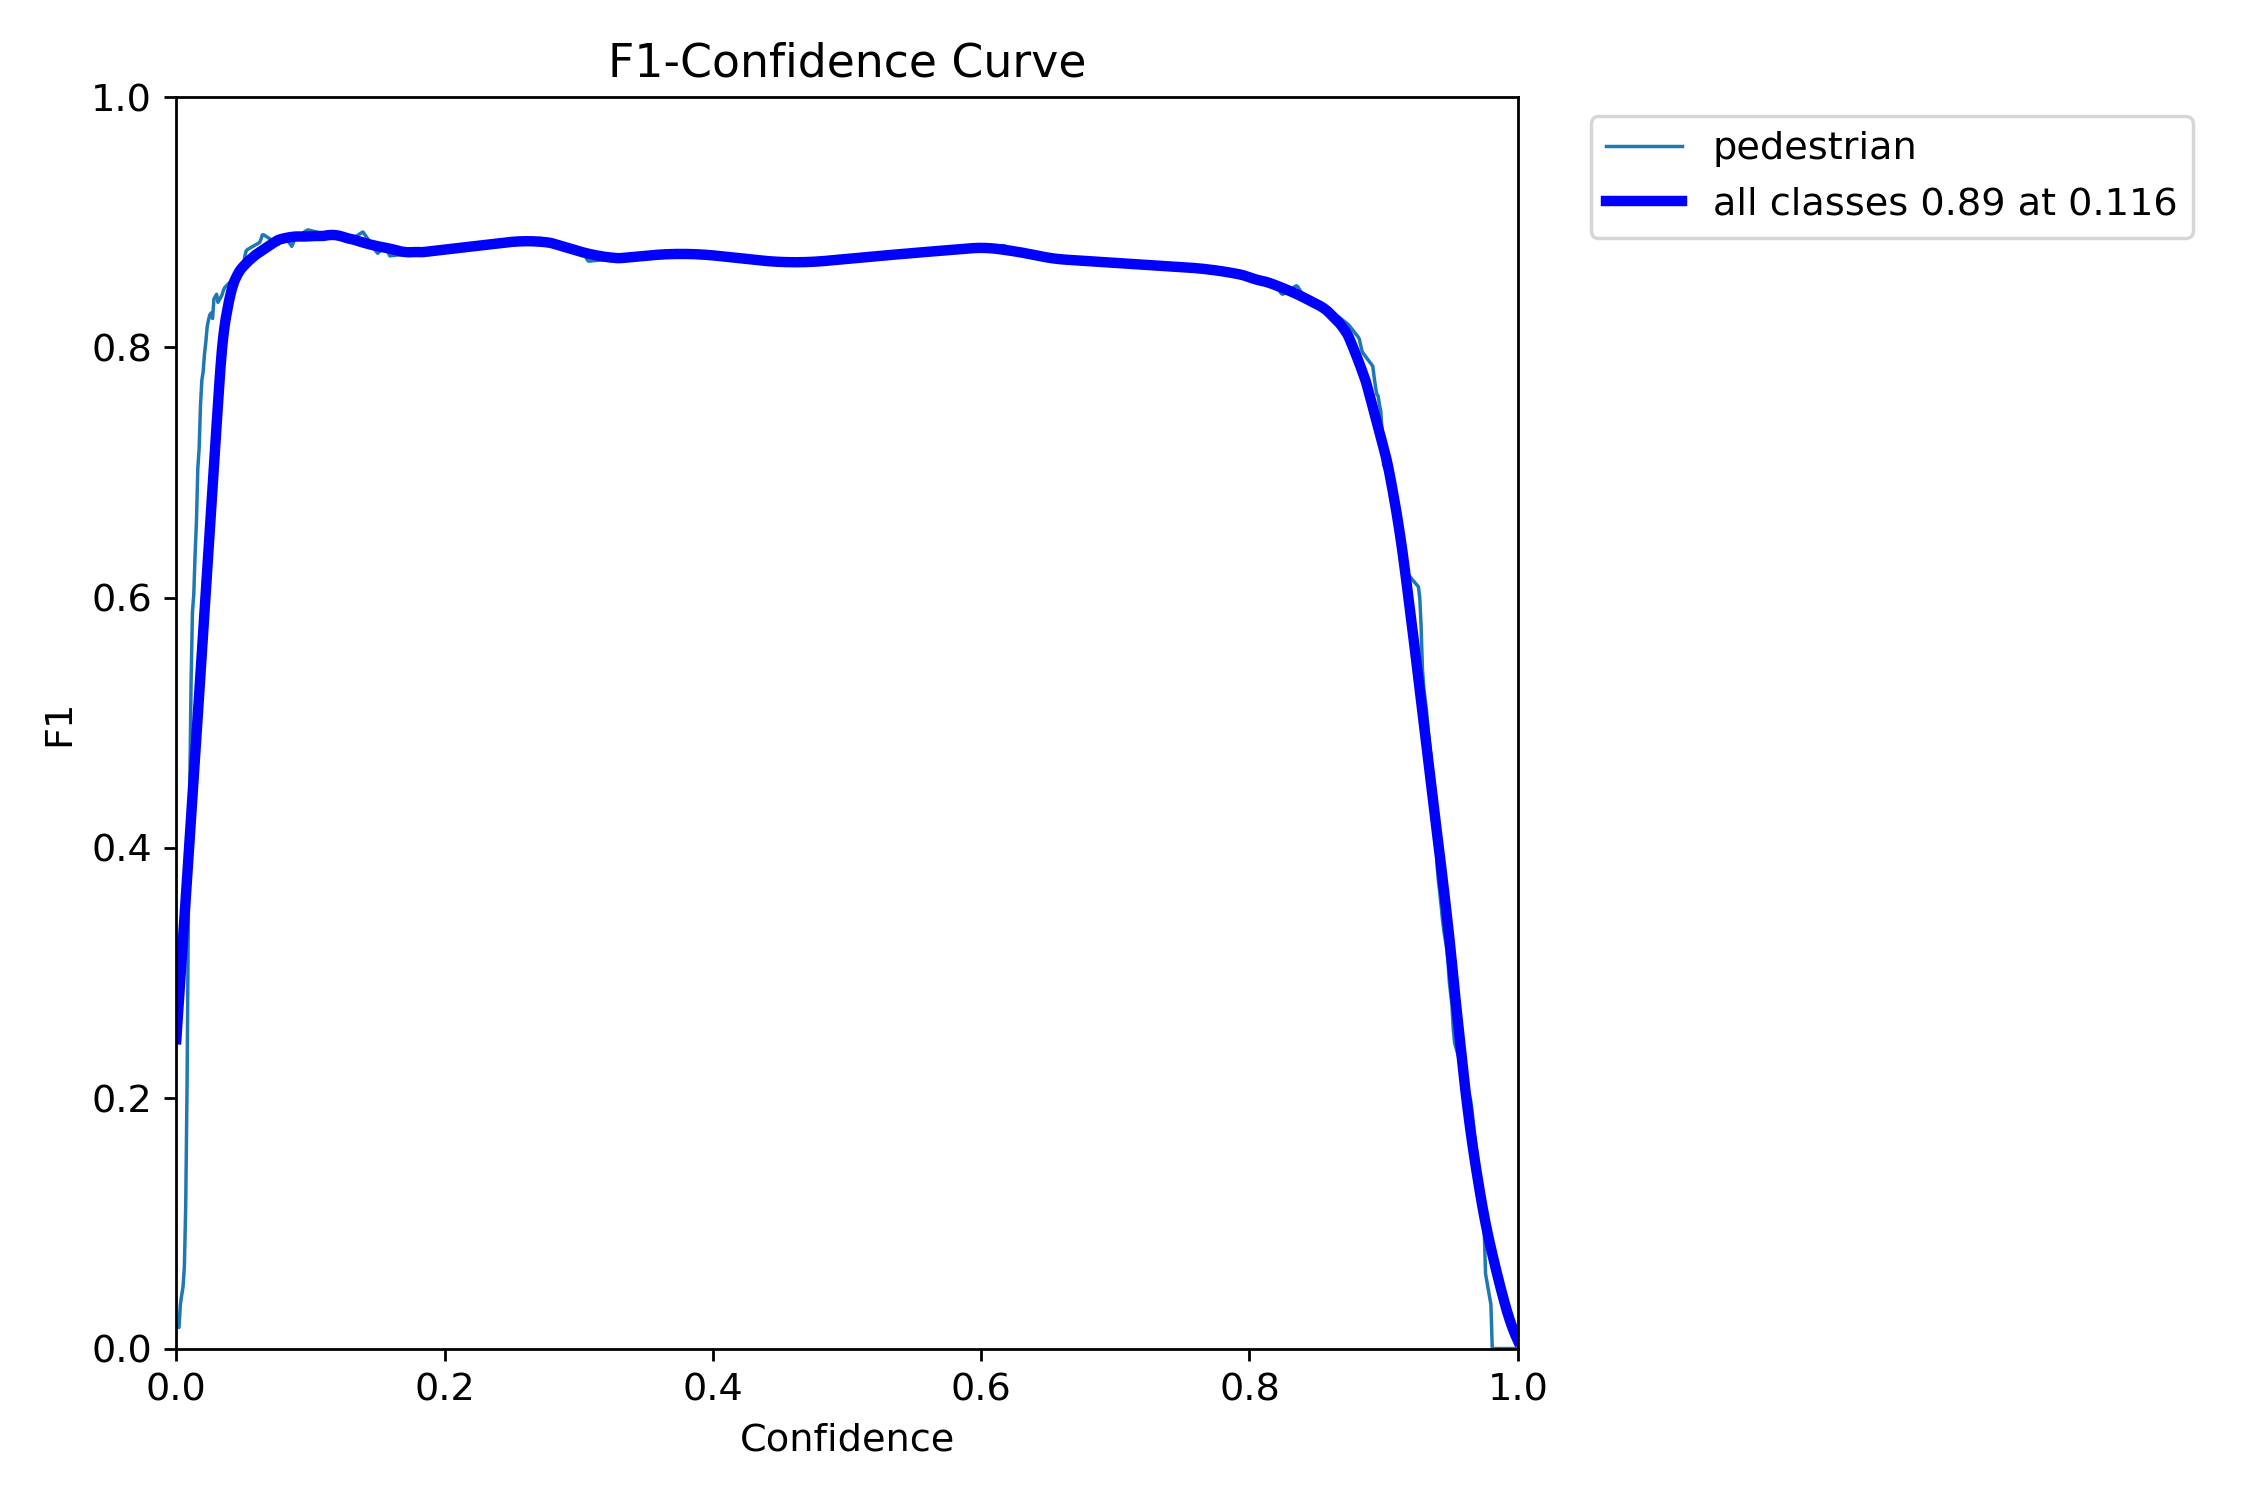 F1-Confidence Curve
1.0
0.8
0.6
0.4
0.2
0.0
F1
0.0 0.2 0.4 0.6 0.8 1.0
Confidence
pedestrian
all classes 0.89 at 0.116